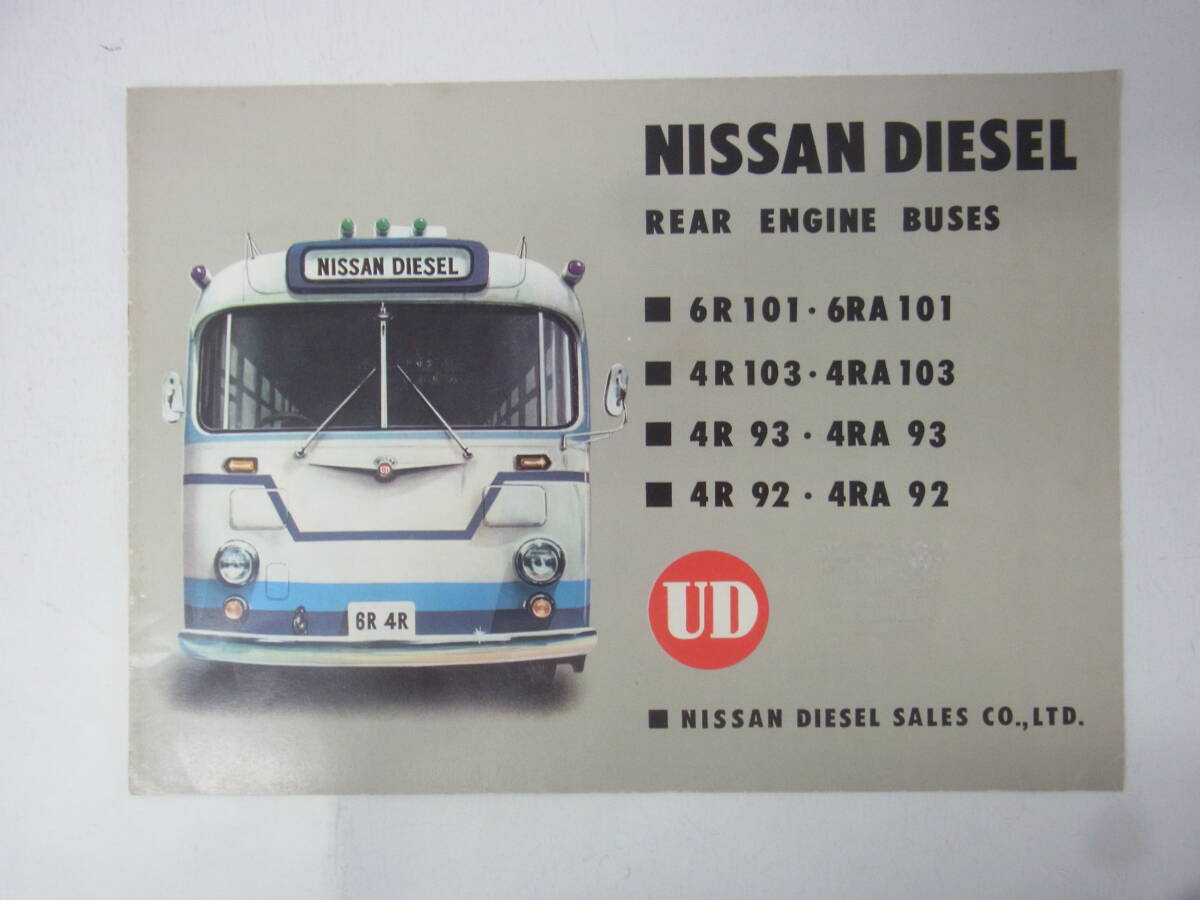 NISSAN DIESEL
REAR ENGINE BUSES
■ 6R 101・6RA 101
■ 4R 103・4RA 103
■ 4R 93・4RA 93
■ 4R 92・4RA 92
UD
■ NISSAN DIESEL SALES CO.,LTD.
NISSAN DIESEL
UD
6R 4R